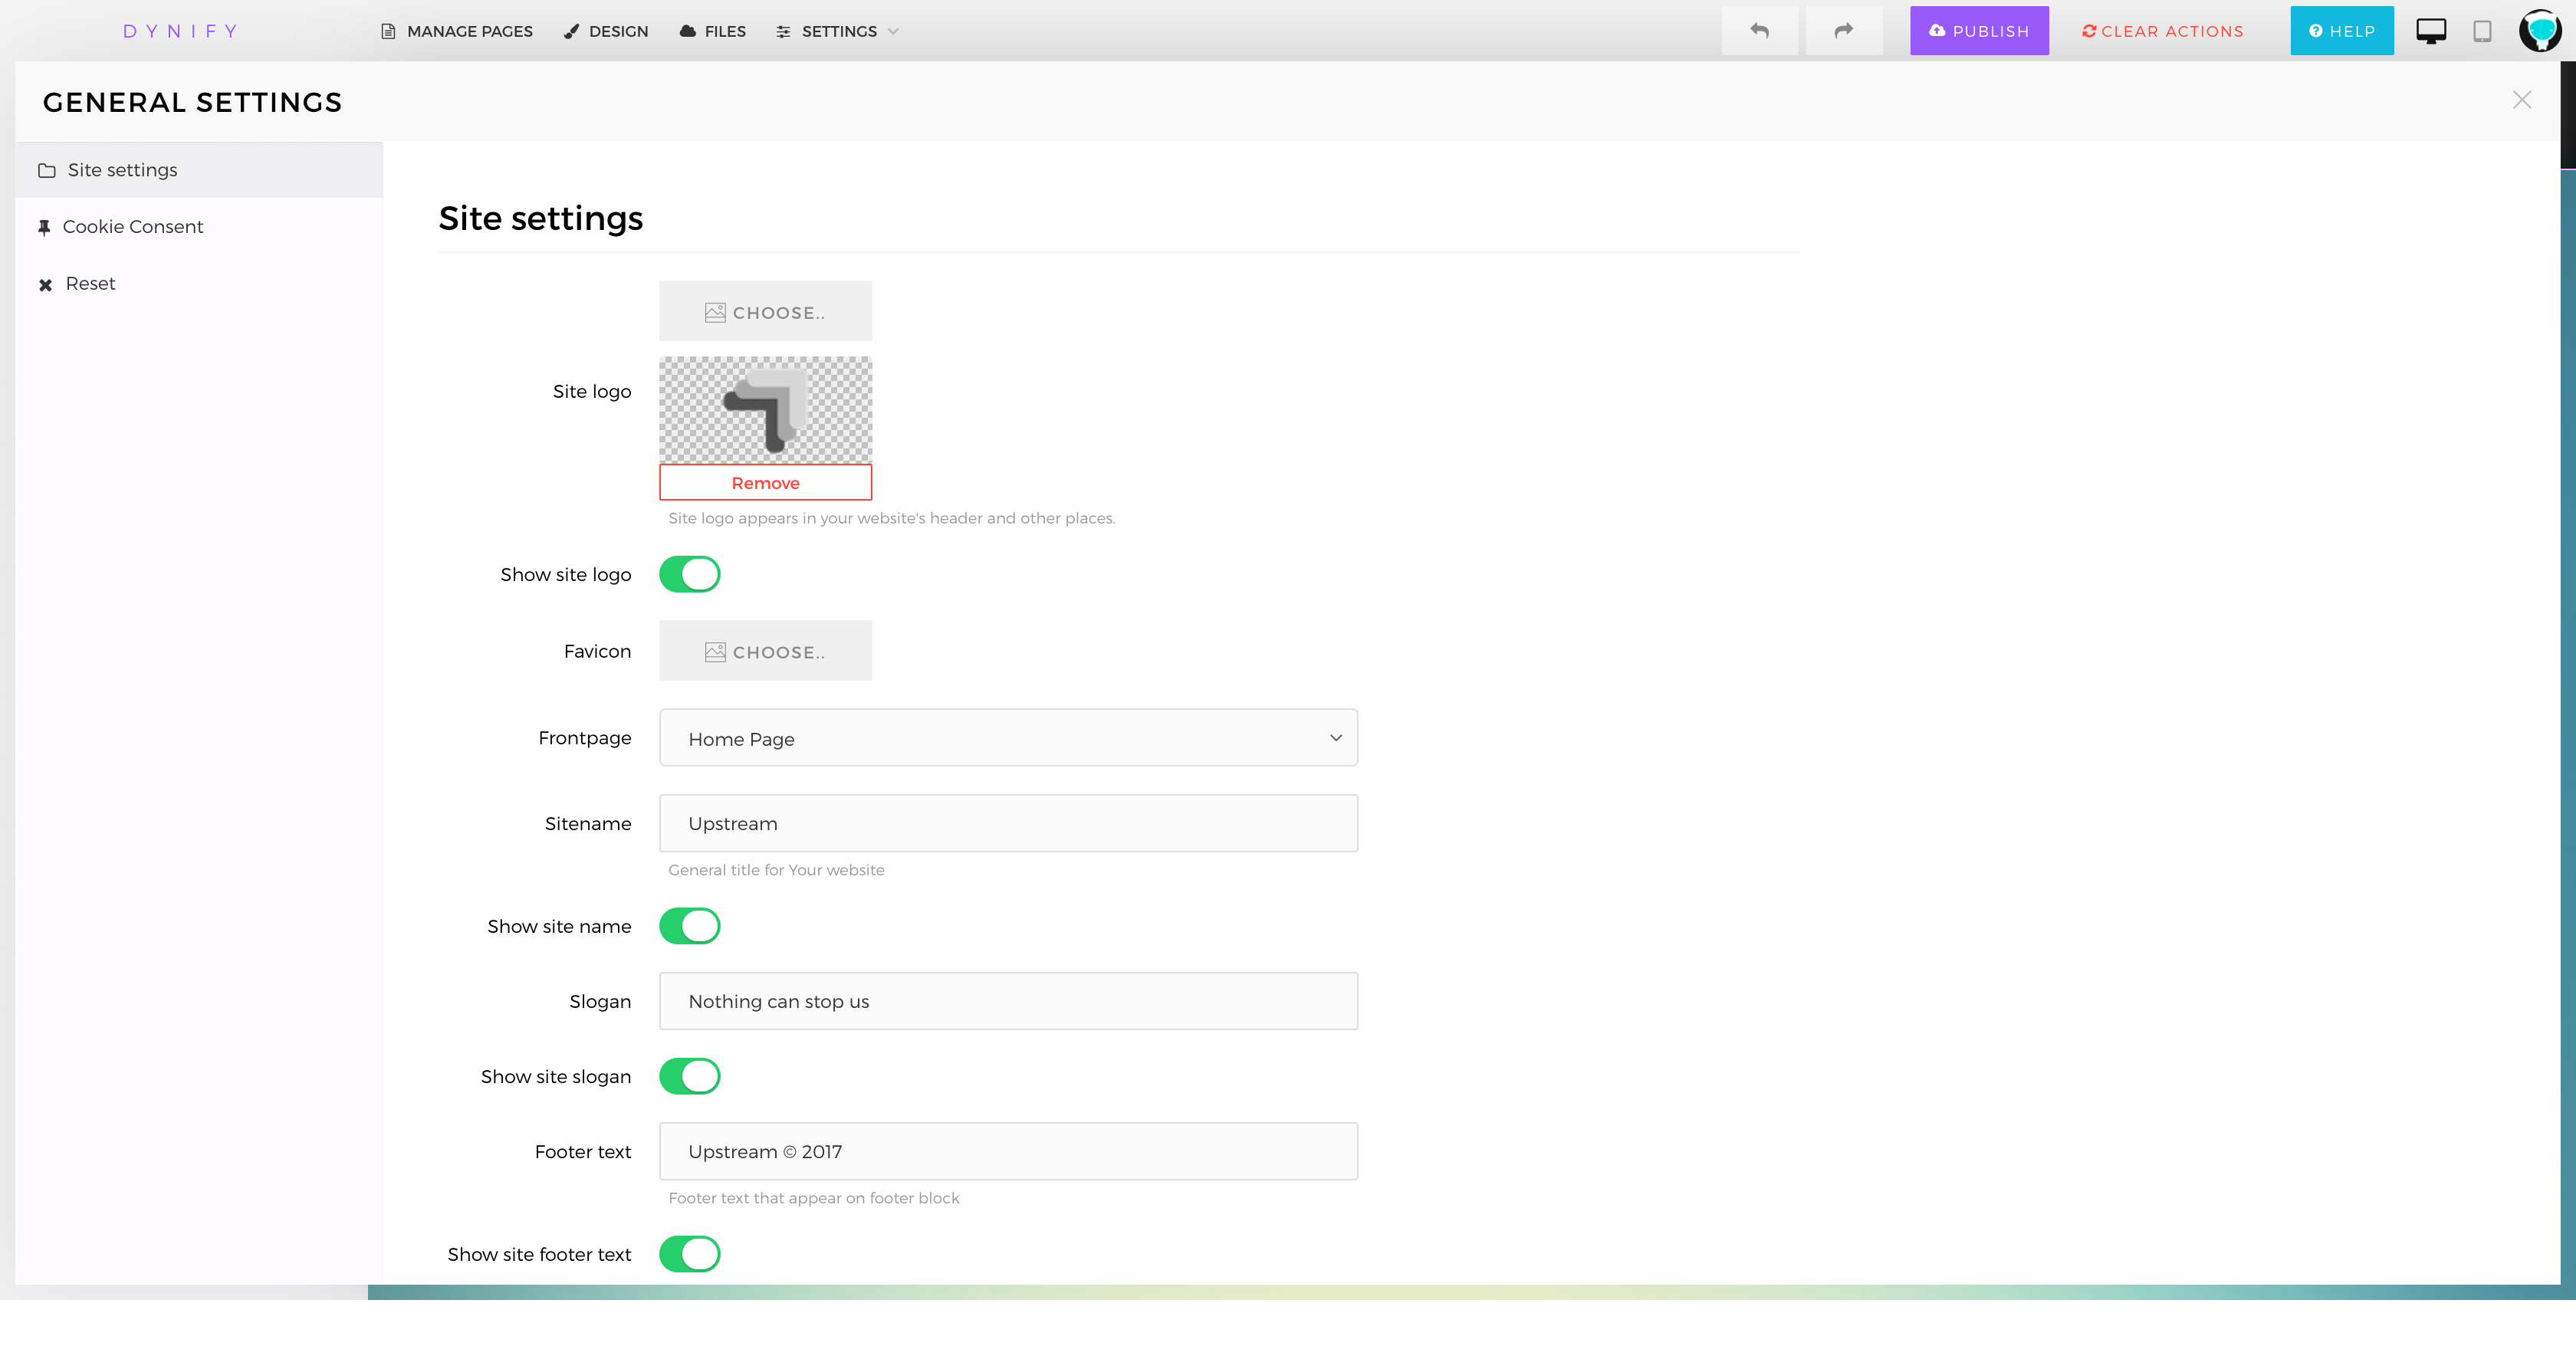 DYNIFY
MANAGE PAGES
DESIGN
FILES
SETTINGS
PUBLISH
CLEAR ACTIONS
HELP
GENERAL SETTINGS
Site settings
Cookie Consent
Reset
Site settings
CHOOSE..
Site logo
Remove
Site logo appears in your website's header and other places.
Show site logo
Favicon
CHOOSE..
Frontpage
Home Page
Sitename
Upstream
General title for Your website
Show site name
Slogan
Nothing can stop us
Show site slogan
Footer text
Upstream © 2017
Footer text that appear on footer block
Show site footer text